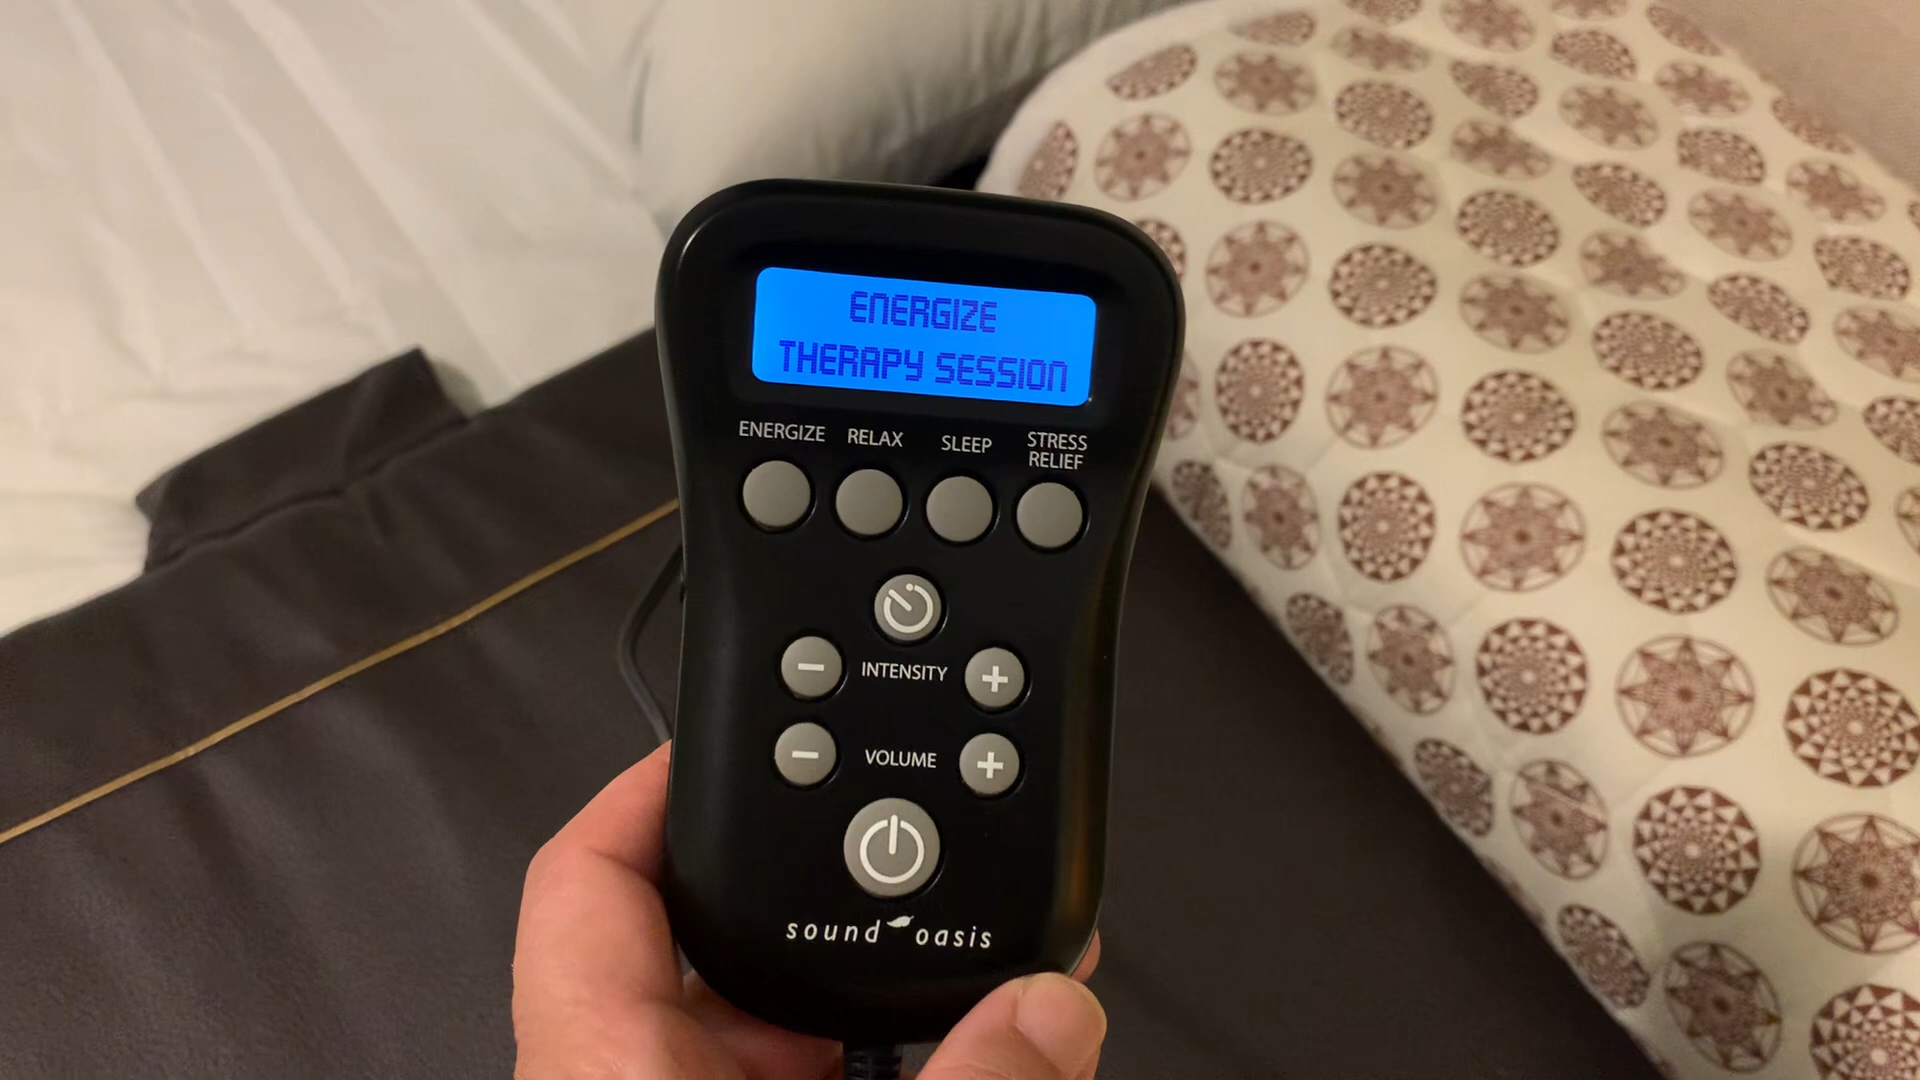 ENERGIZE
THERAPY SESSION
ENERGIZE RELAX SLEEP STRESS RELIEF
INTENSITY
VOLUME
sound oasis